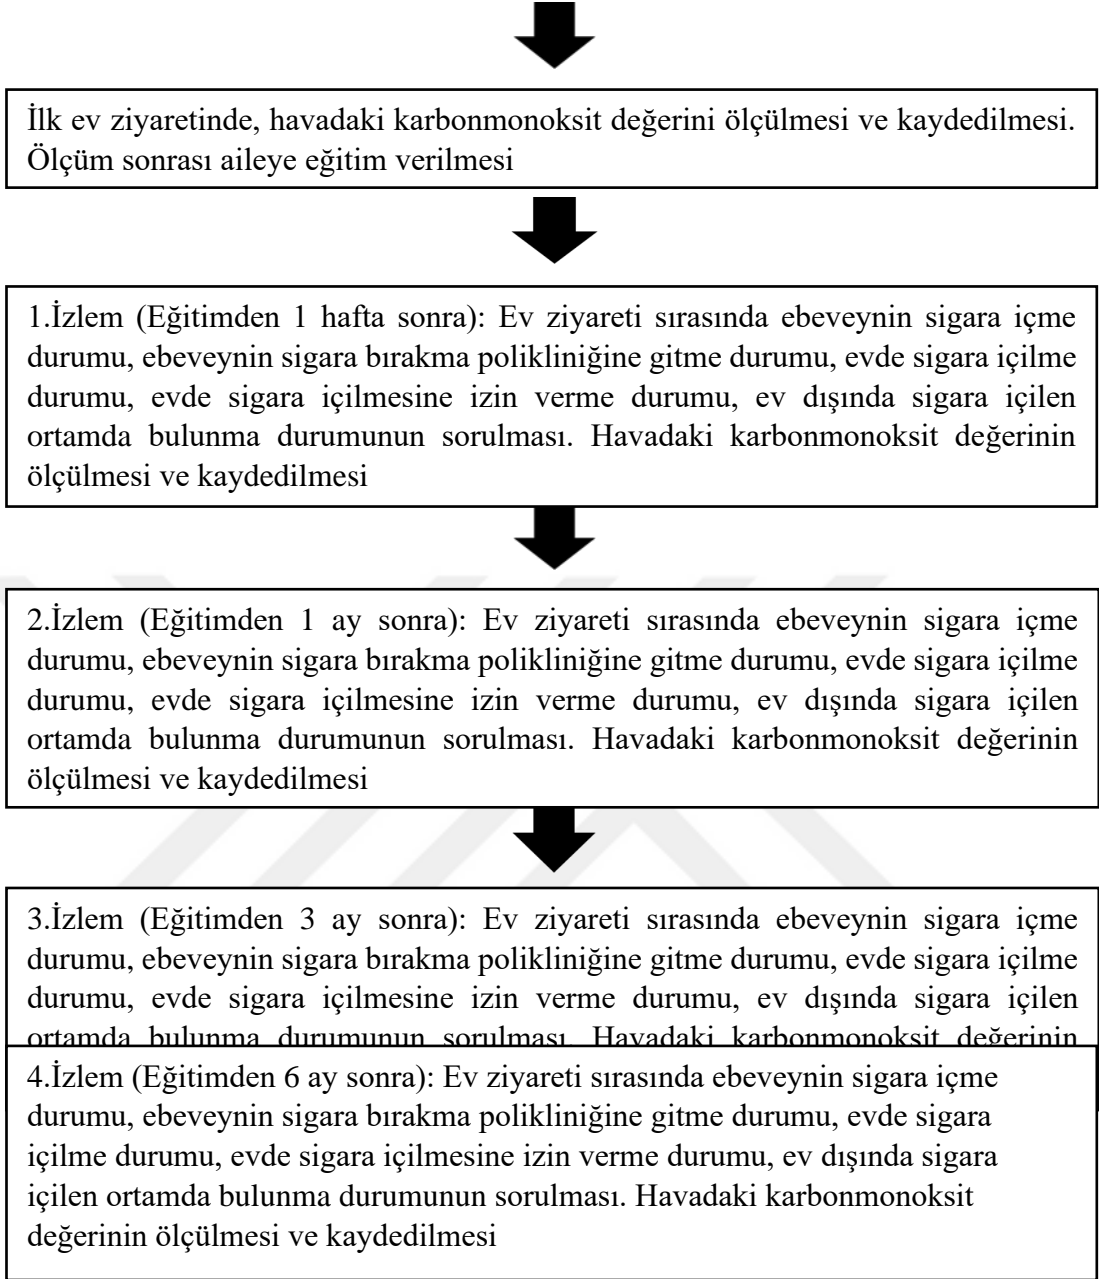 İlk ev ziyaretinde, havadaki karbonmonoksit değerini ölçülmesi ve kaydedilmesi.
Ölçüm sonrası aileye eğitim verilmesi
1.İzlem (Eğitimden 1 hafta sonra): Ev ziyareti sırasında ebeveynin sigara içme
durumu, ebeveynin sigara bırakma polikliniğine gitme durumu, evde sigara içilme
durumu, evde sigara içilmesine izin verme durumu, ev dışında sigara içilen
ortamda bulunma durumunun sorulması. Havadaki karbonmonoksit değerinin
ölçülmesi ve kaydedilmesi
2.İzlem (Eğitimden 1 ay sonra): Ev ziyareti sırasında ebeveynin sigara içme
durumu, ebeveynin sigara bırakma polikliniğine gitme durumu, evde sigara içilme
durumu, evde sigara içilmesine izin verme durumu, ev dışında sigara içilen
ortamda bulunma durumunun sorulması. Havadaki karbonmonoksit değerinin
ölçülmesi ve kaydedilmesi
3.İzlem (Eğitimden 3 ay sonra): Ev ziyareti sırasında ebeveynin sigara içme
durumu, ebeveynin sigara bırakma polikliniğine gitme durumu, evde sigara içilme
durumu, evde sigara içilmesine izin verme durumu, ev dışında sigara içilen
ortamda bulunma durumunun sorulması. Havadaki karbonmonoksit değerinin
4.İzlem (Eğitimden 6 ay sonra): Ev ziyareti sırasında ebeveynin sigara içme
durumu, ebeveynin sigara bırakma polikliniğine gitme durumu, evde sigara
içilme durumu, evde sigara içilmesine izin verme durumu, ev dışında sigara
içilen ortamda bulunma durumunun sorulması. Havadaki karbonmonoksit
değerinin ölçülmesi ve kaydedilmesi